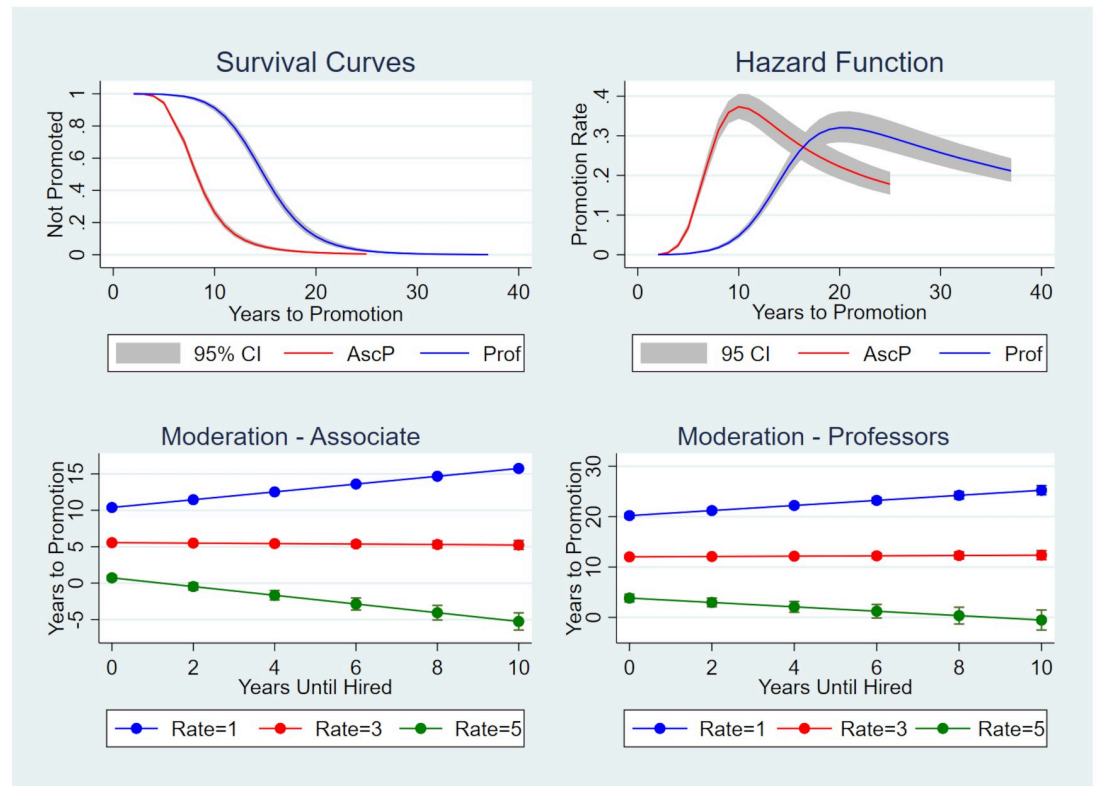 Survival Curves
Not Promoted
1
.8
.6
.4
.2
0
0 10 20 30 40
Years to Promotion
95% CI AscP Prof
Hazard Function
Promotion Rate
.4
.3
.2
.1
0
0 10 20 30 40
Years to Promotion
95 CI AscP Prof
Moderation - Associate
Years to Promotion
15
10
5
0
-5
0 2 4 6 8 10
Years Until Hired
Rate=1 Rate=3 Rate=5
Moderation - Professors
Years to Promotion
30
20
10
0
0 2 4 6 8 10
Years Until Hired
Rate=1 Rate=3 Rate=5